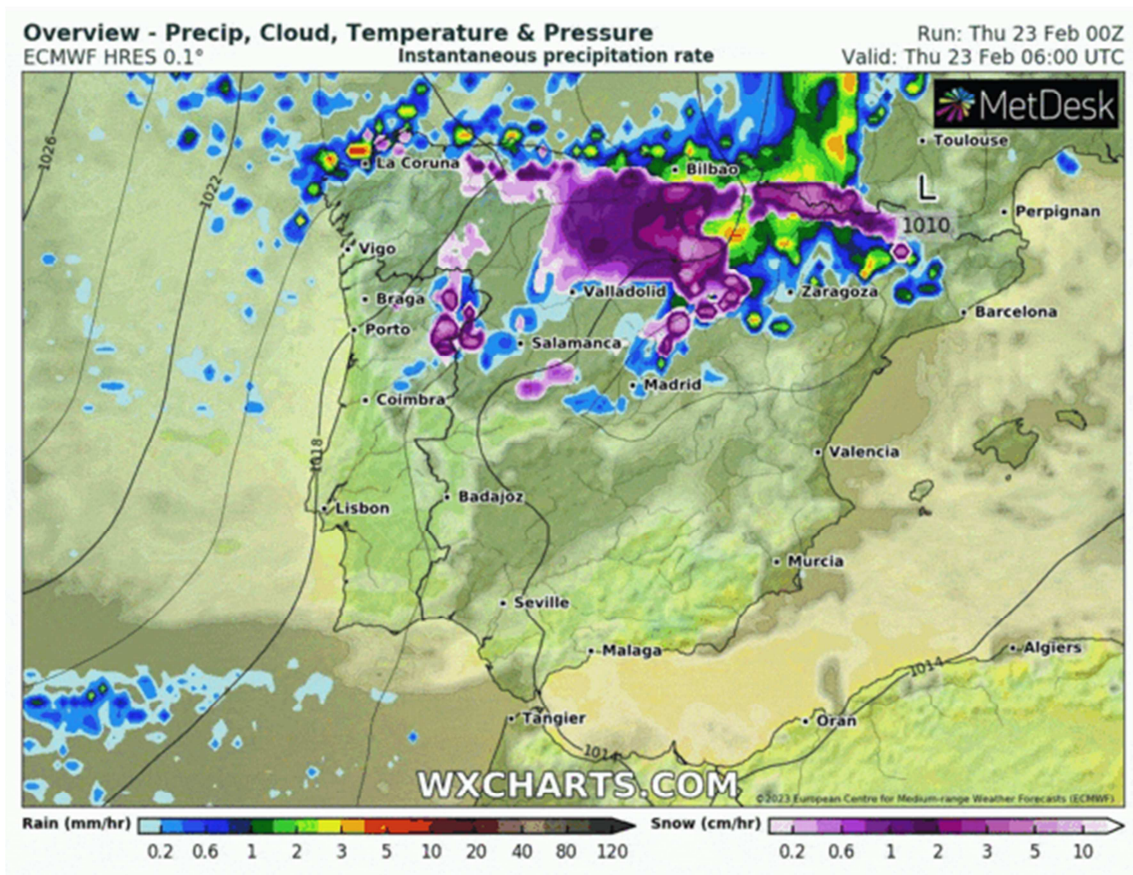 Overview - Precip, Cloud, Temperature & Pressure
Run: Thu 23 Feb 00Z
ECMWF HRES 0.1°
Instantaneous precipitation rate
Valid: Thu 23 Feb 06:00 UTC
MetDesk
1026
Toulouse
La Coruna
Bilbao
1022
L
1010
Perpignan
Vigo
Braga
Valladolid
Zaragoza
Porto
Barcelona
Salamanca
Madrid
Coimbra
1018
Valencia
Badajoz
Lisbon
Murcia
Seville
Malaga
Algiers
1014
Tangier
Oran
1014
WXCHARTS.COM
©2023 European Centre for Medium-range Weather Forecasts (ECMWF)
Rain (mm/hr)
0.2 0.6 1 2 3 5 10 20 40 80 120
Snow (cm/hr)
0.2 0.6 1 2 3 5 10